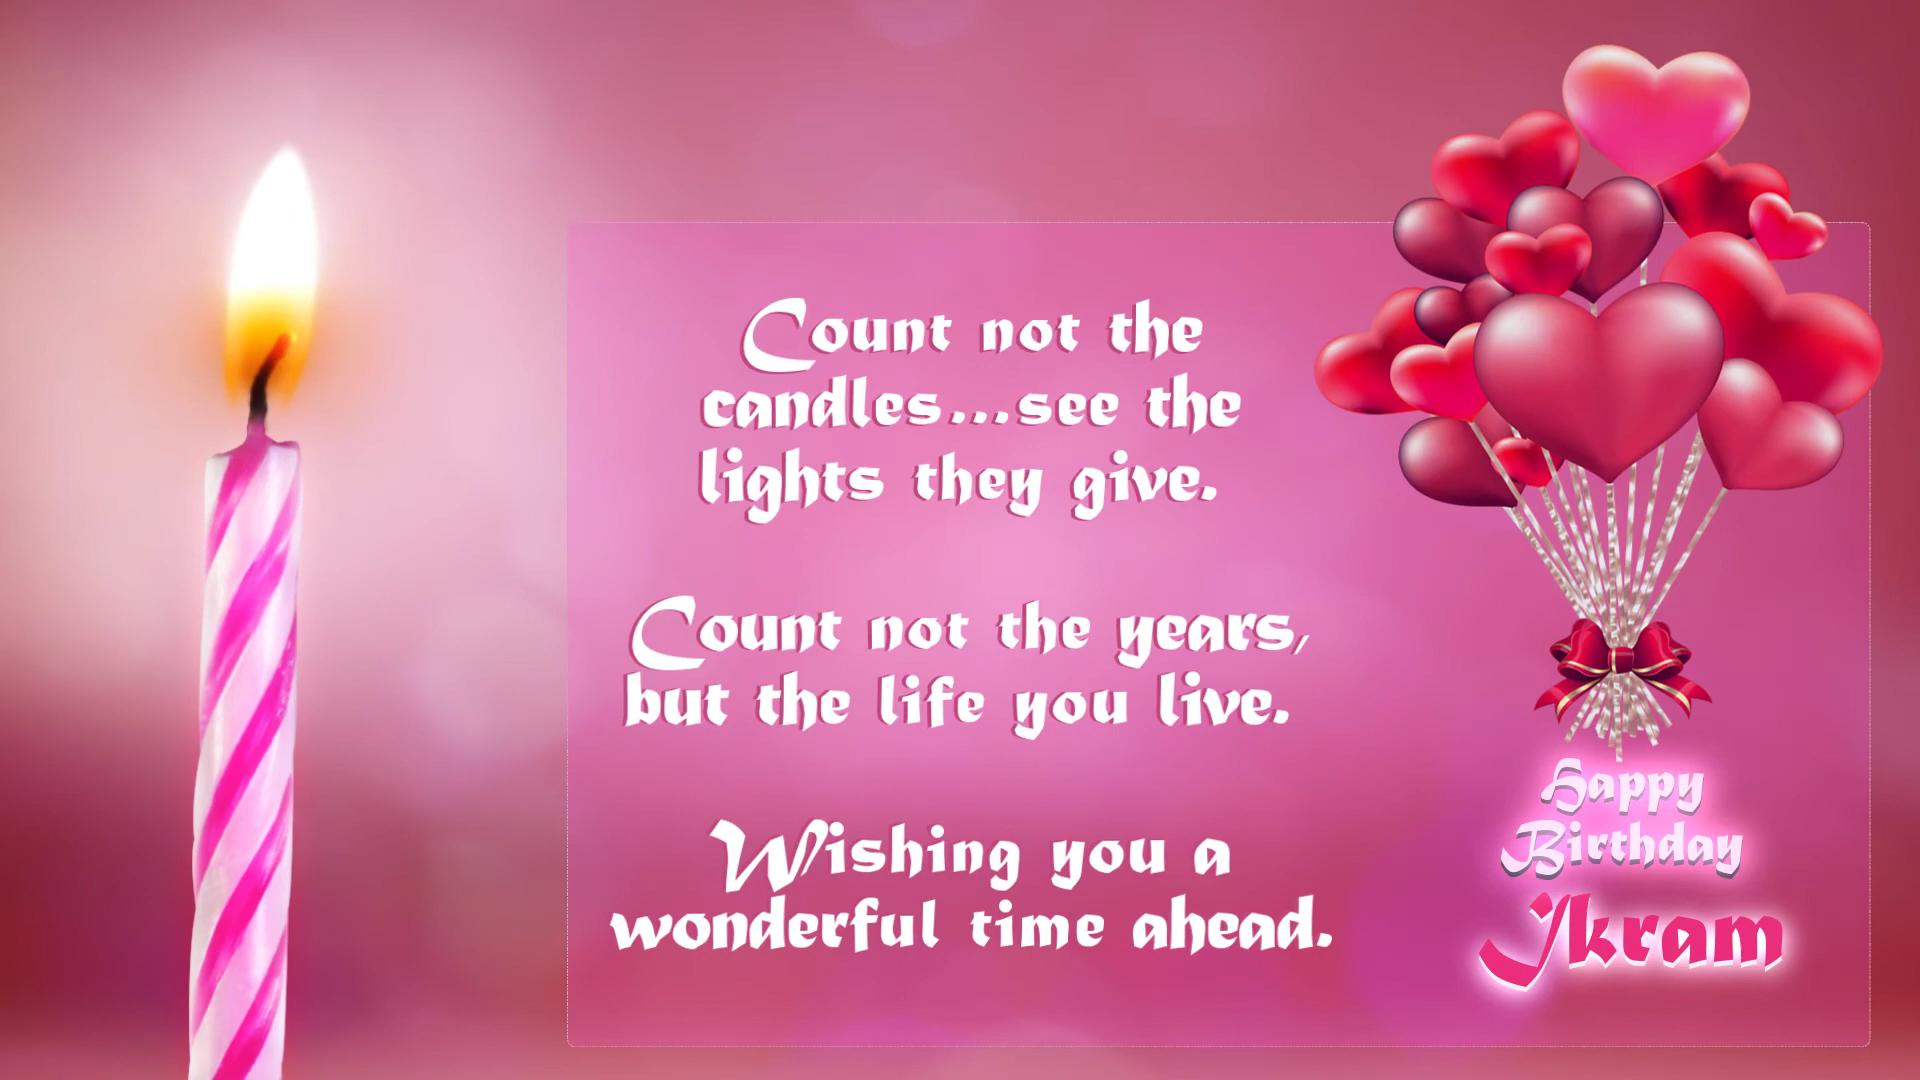 Count not the
candles...see the
lights they give.
Count not the years,
but the life you live.
Wishing you a
wonderful time ahead.
Happy
Birthday
Ikram